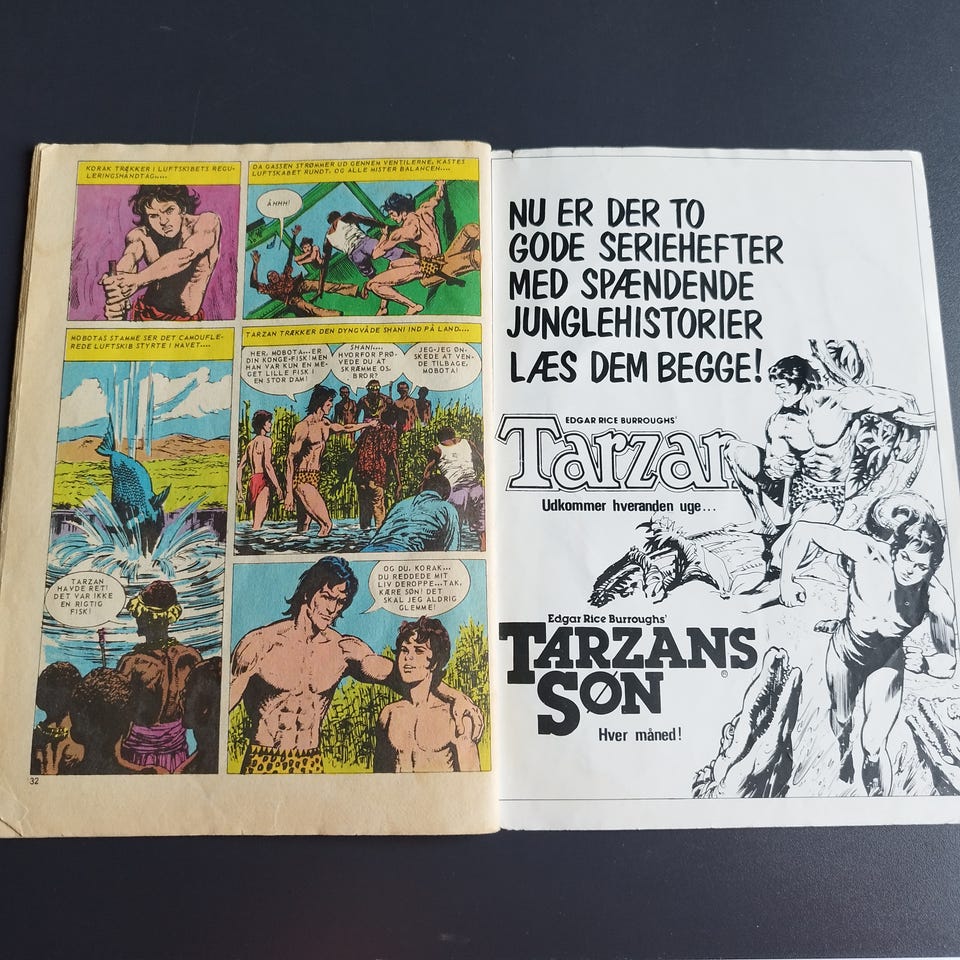 KORAK TRÆKKER I LUFTSKIBETS REGU-
LERINGSHÅNDTAG.....
DA GASSEN STRØMMER UD GENNEM VENTILERNE, KASTES
LUFTSKABET RUNDT, OG ALLE MISTER BALANCEN....
ÅHHH!
MOBOTAS STAMME SER DET CAMOUFLE-
REDE LUFTSKIB STYRTE I HAVET....
TARZAN
HAVDE RET!
DET VAR IKKE
EN RIGTIG
FISK!
TARZAN TRÆKKER DEN DYNGVÅDE SHANI IND PÅ LAND....
HER, MOBOTA...ER
DIN KONGE-FISK! MEN
HAN VAR KUN EN ME-
GET LILLE FISK I
EN STOR DAM!
SHANI....
HVORFOR PRØ-
VEDE DU AT
SKRÆMME OS,
BROR?
JEG-JEG ØN-
SKEDE AT VEN-
DE TILBAGE,
MOBOTA!
OG DU, KORAK...
DU REDDEDE MIT
LIV DEROPPE...TAK,
KÆRE SØN! DET
SKAL JEG ALDRIG
GLEMME!
32
NU ER DER TO
GODE SERIEHEFTER
MED SPÆNDENDE
JUNGLEHISTORIER
LÆS DEM BEGGE!
EDGAR RICE BURROUGHS'
Tarzan
Udkommer hveranden uge...
Edgar Rice Burroughs'
TARZANS
SØN
®
Hver måned!